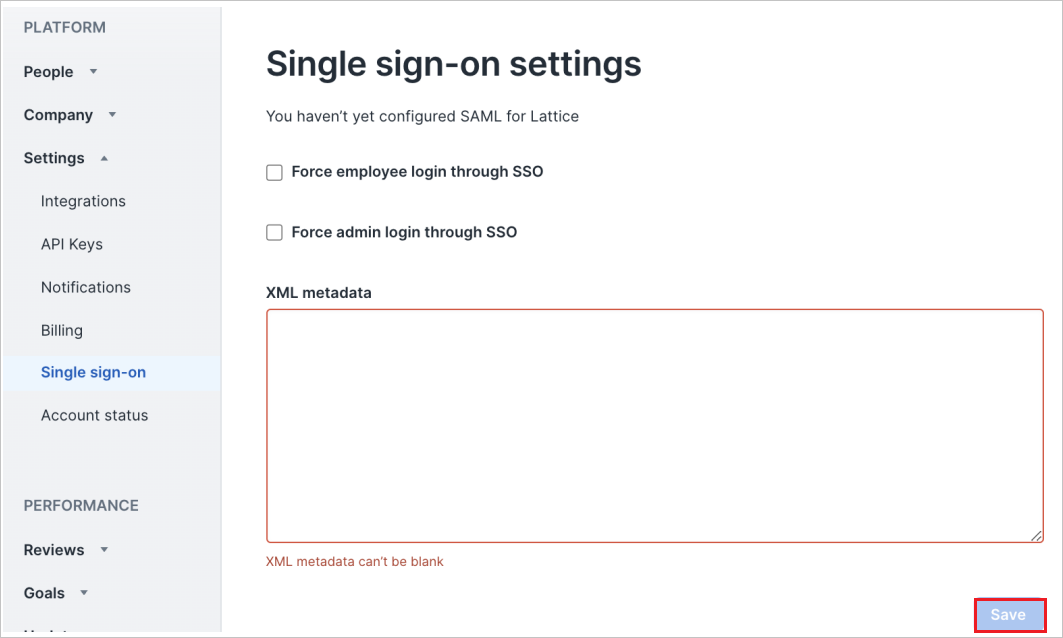 PLATFORM
People
Company
Settings
Integrations
API Keys
Notifications
Billing
Single sign-on
Account status
PERFORMANCE
Reviews
Goals
Single sign-on settings
You haven’t yet configured SAML for Lattice
Force employee login through SSO
Force admin login through SSO
XML metadata
XML metadata can’t be blank
Save